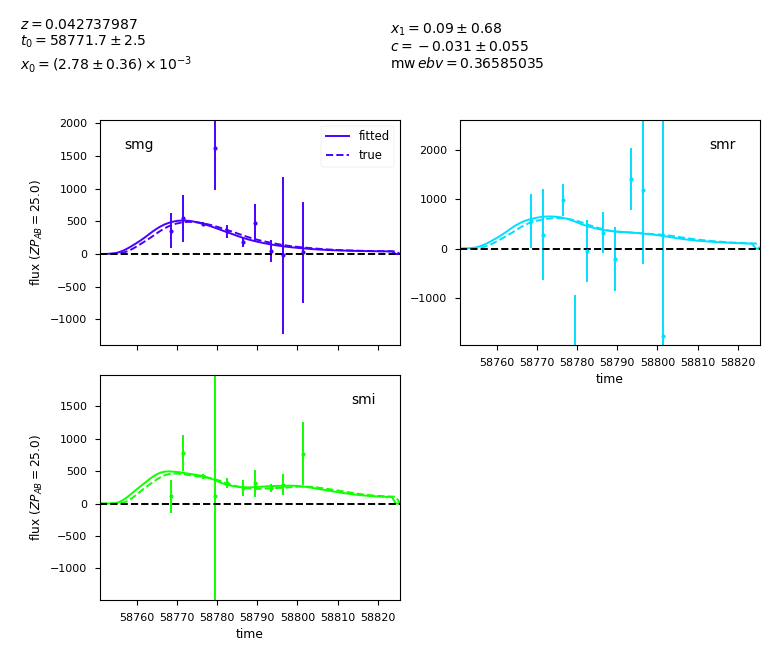 z = 0.042737987
t₀ = 58771.7 ± 2.5
x₀ = (2.78 ± 0.36) × 10⁻³
x₁ = 0.09 ± 0.68
c = −0.031 ± 0.055
mw ebv = 0.36585035
smg
fitted
true
2000
1500
1000
500
0
−500
−1000
flux (ZP_AB = 25.0)
smr
2000
1000
0
−1000
58760 58770 58780 58790 58800 58810 58820
time
smi
1500
1000
500
0
−500
−1000
flux (ZP_AB = 25.0)
58760 58770 58780 58790 58800 58810 58820
time